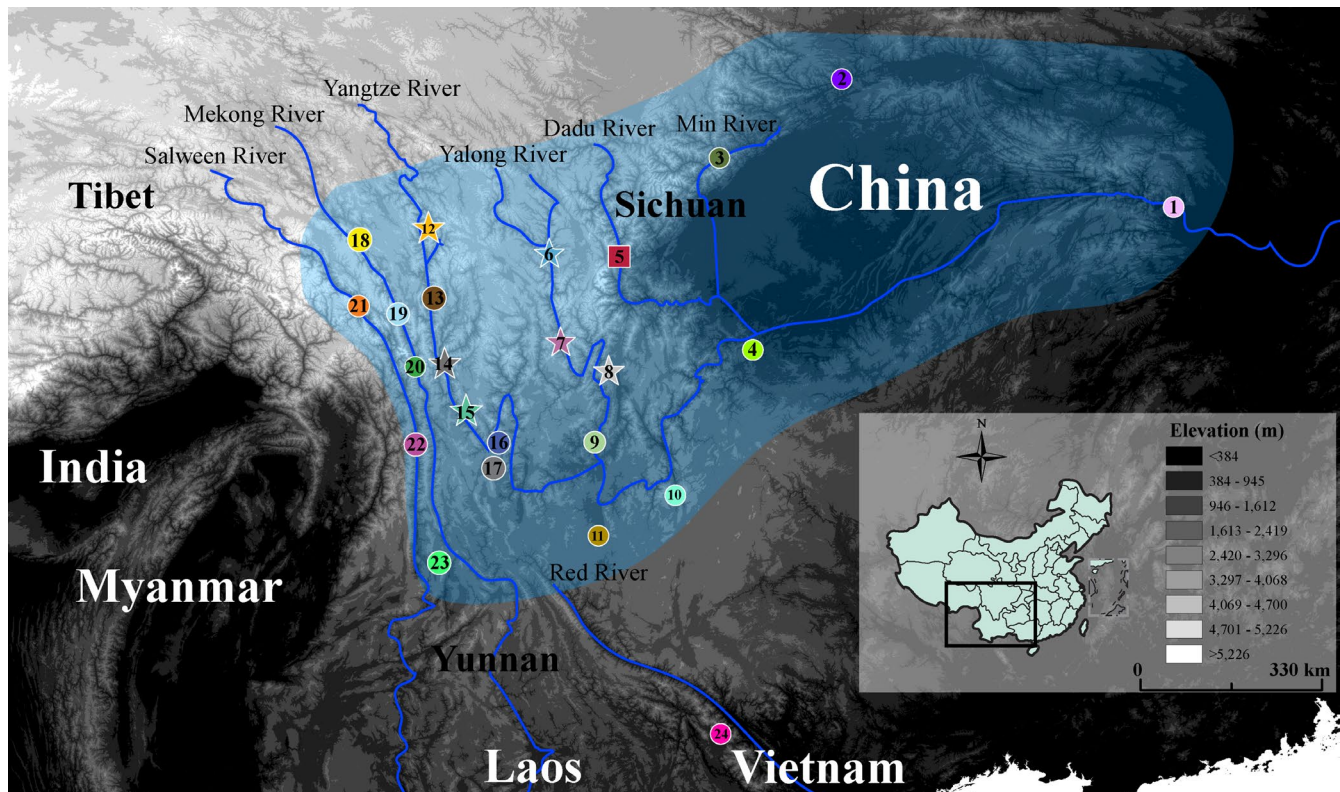 Yangtze River
Mekong River
Salween River
Dadu River
Min River
Yalong River
Tibet
Sichuan
China
India
Myanmar
Yunnan
Red River
Laos
Vietnam
1
2
3
4
5
6
7
8
9
10
11
12
13
14
15
16
17
18
19
20
21
22
23
24
N
Elevation (m)
<384
384 - 945
946 - 1,612
1,613 - 2,419
2,420 - 3,296
3,297 - 4,068
4,069 - 4,700
4,701 - 5,226
>5,226
0 330 km